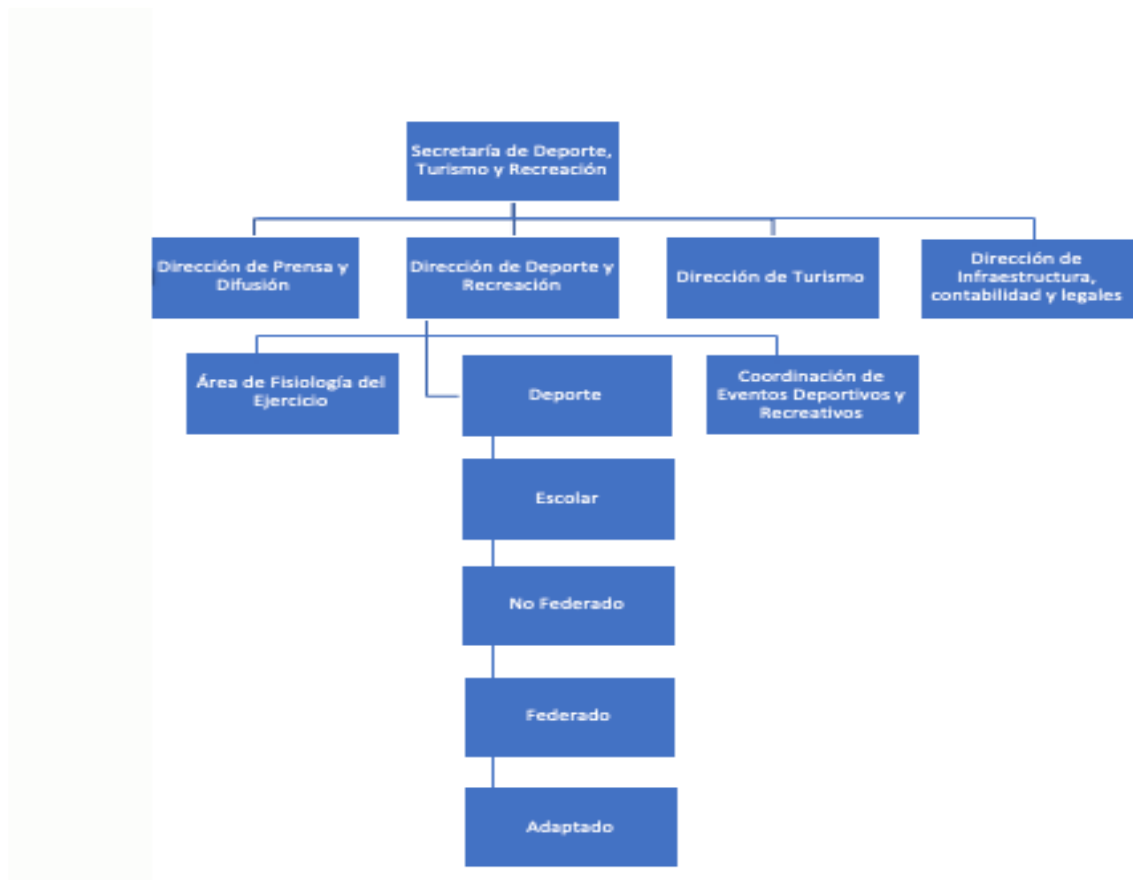 Secretaría de Deporte,
Turismo y Recreación
Dirección de Prensa y
Difusión
Dirección de Deporte y
Recreación
Dirección de Turismo
Dirección de
Infraestructura,
contabilidad y legales
Área de Fisiología del
Ejercicio
Deporte
Coordinación de
Eventos Deportivos y
Recreativos
Escolar
No Federado
Federado
Adaptado